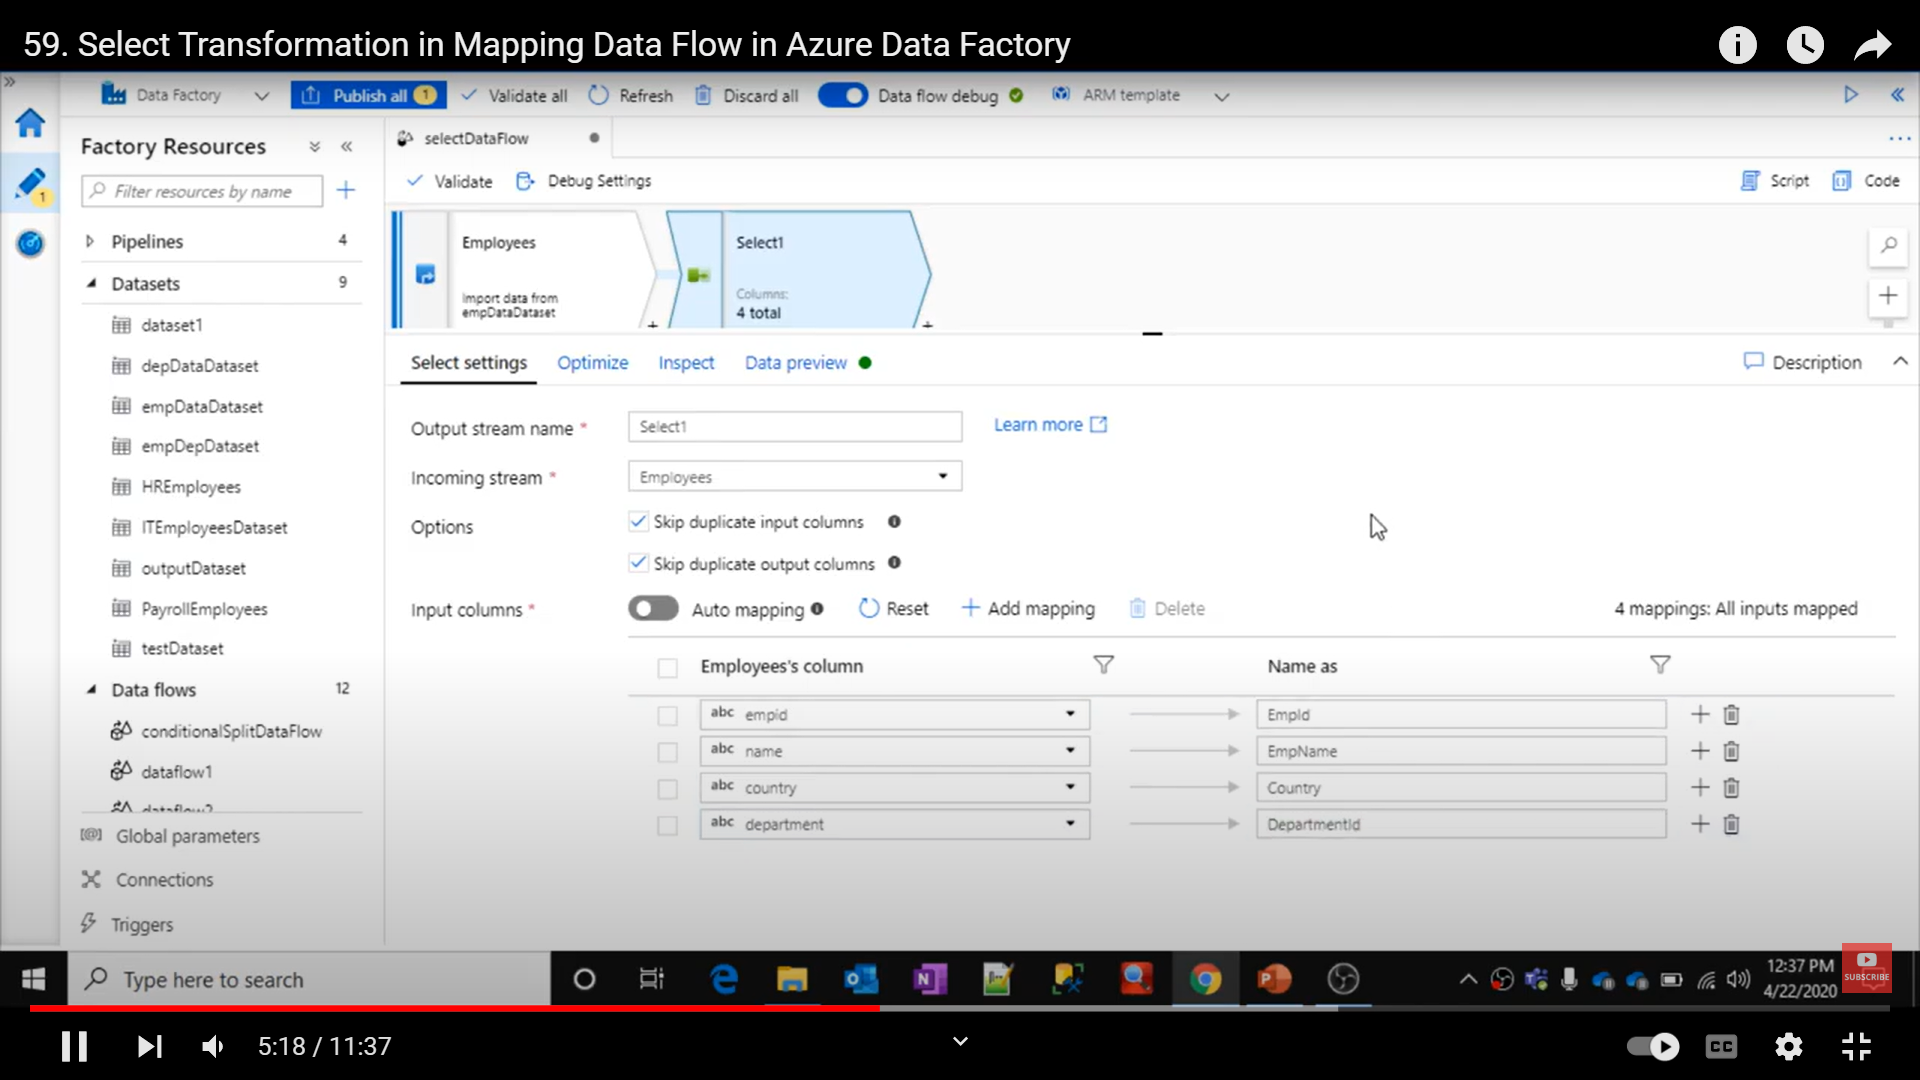 59. Select Transformation in Mapping Data Flow in Azure Data Factory
Data Factory
Publish all 1
Validate all
Refresh
Discard all
Data flow debug
ARM template
Factory Resources
selectDataFlow
Filter resources by name
Validate
Debug Settings
Script
Code
1
Pipelines 4
Datasets 9
dataset1
depDataDataset
empDataDataset
empDepDataset
HREmployees
ITEmployeesDataset
outputDataset
PayrollEmployees
testDataset
Data flows 12
conditionalSplitDataFlow
dataflow1
dataflow2
Global parameters
Connections
Triggers
Employees
Import data from
empDataDataset
Select1
Columns:
4 total
Select settings
Optimize
Inspect
Data preview
Description
Output stream name *
Select1
Learn more
Incoming stream *
Employees
Options
Skip duplicate input columns
Skip duplicate output columns
Input columns *
Auto mapping
Reset
Add mapping
Delete
4 mappings: All inputs mapped
Employees's column
Name as
abc empid
EmpId
abc name
EmpName
abc country
Country
abc department
DepartmentId
Type here to search
12:37 PM
4/22/2020
SUBSCRIBE
5:18 / 11:37
CC